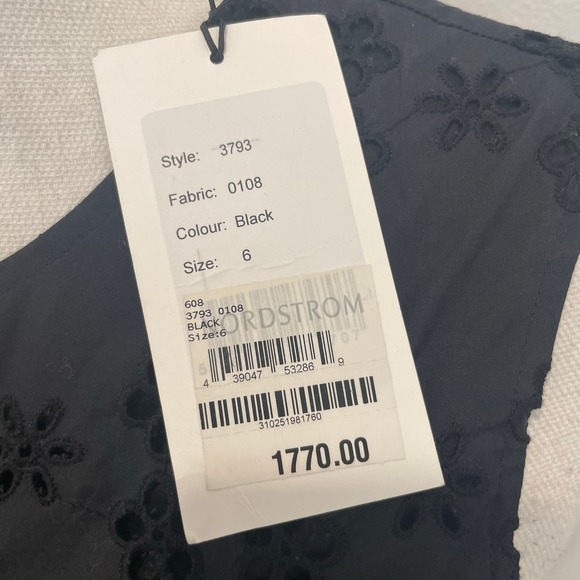 Style: 3793
Fabric: 0108
Colour: Black
Size: 6
608
3793 0108
BLACK
Size:6
NORDSTROM
4 39047 53286 9
310251981760
1770.00